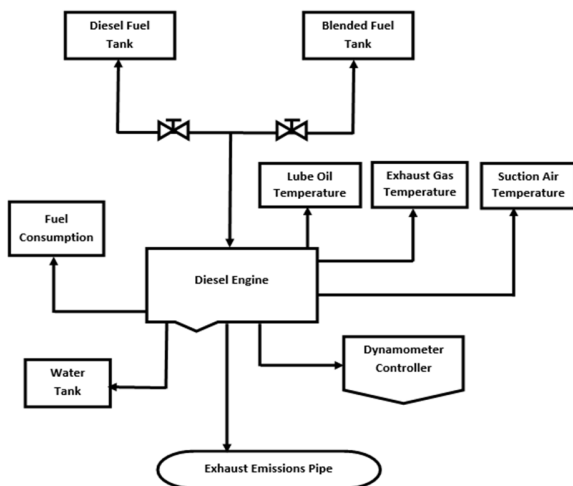 Diesel Fuel
Tank
Blended Fuel
Tank
Lube Oil
Temperature
Exhaust Gas
Temperature
Suction Air
Temperature
Fuel
Consumption
Diesel Engine
Water
Tank
Dynamometer
Controller
Exhaust Emissions Pipe